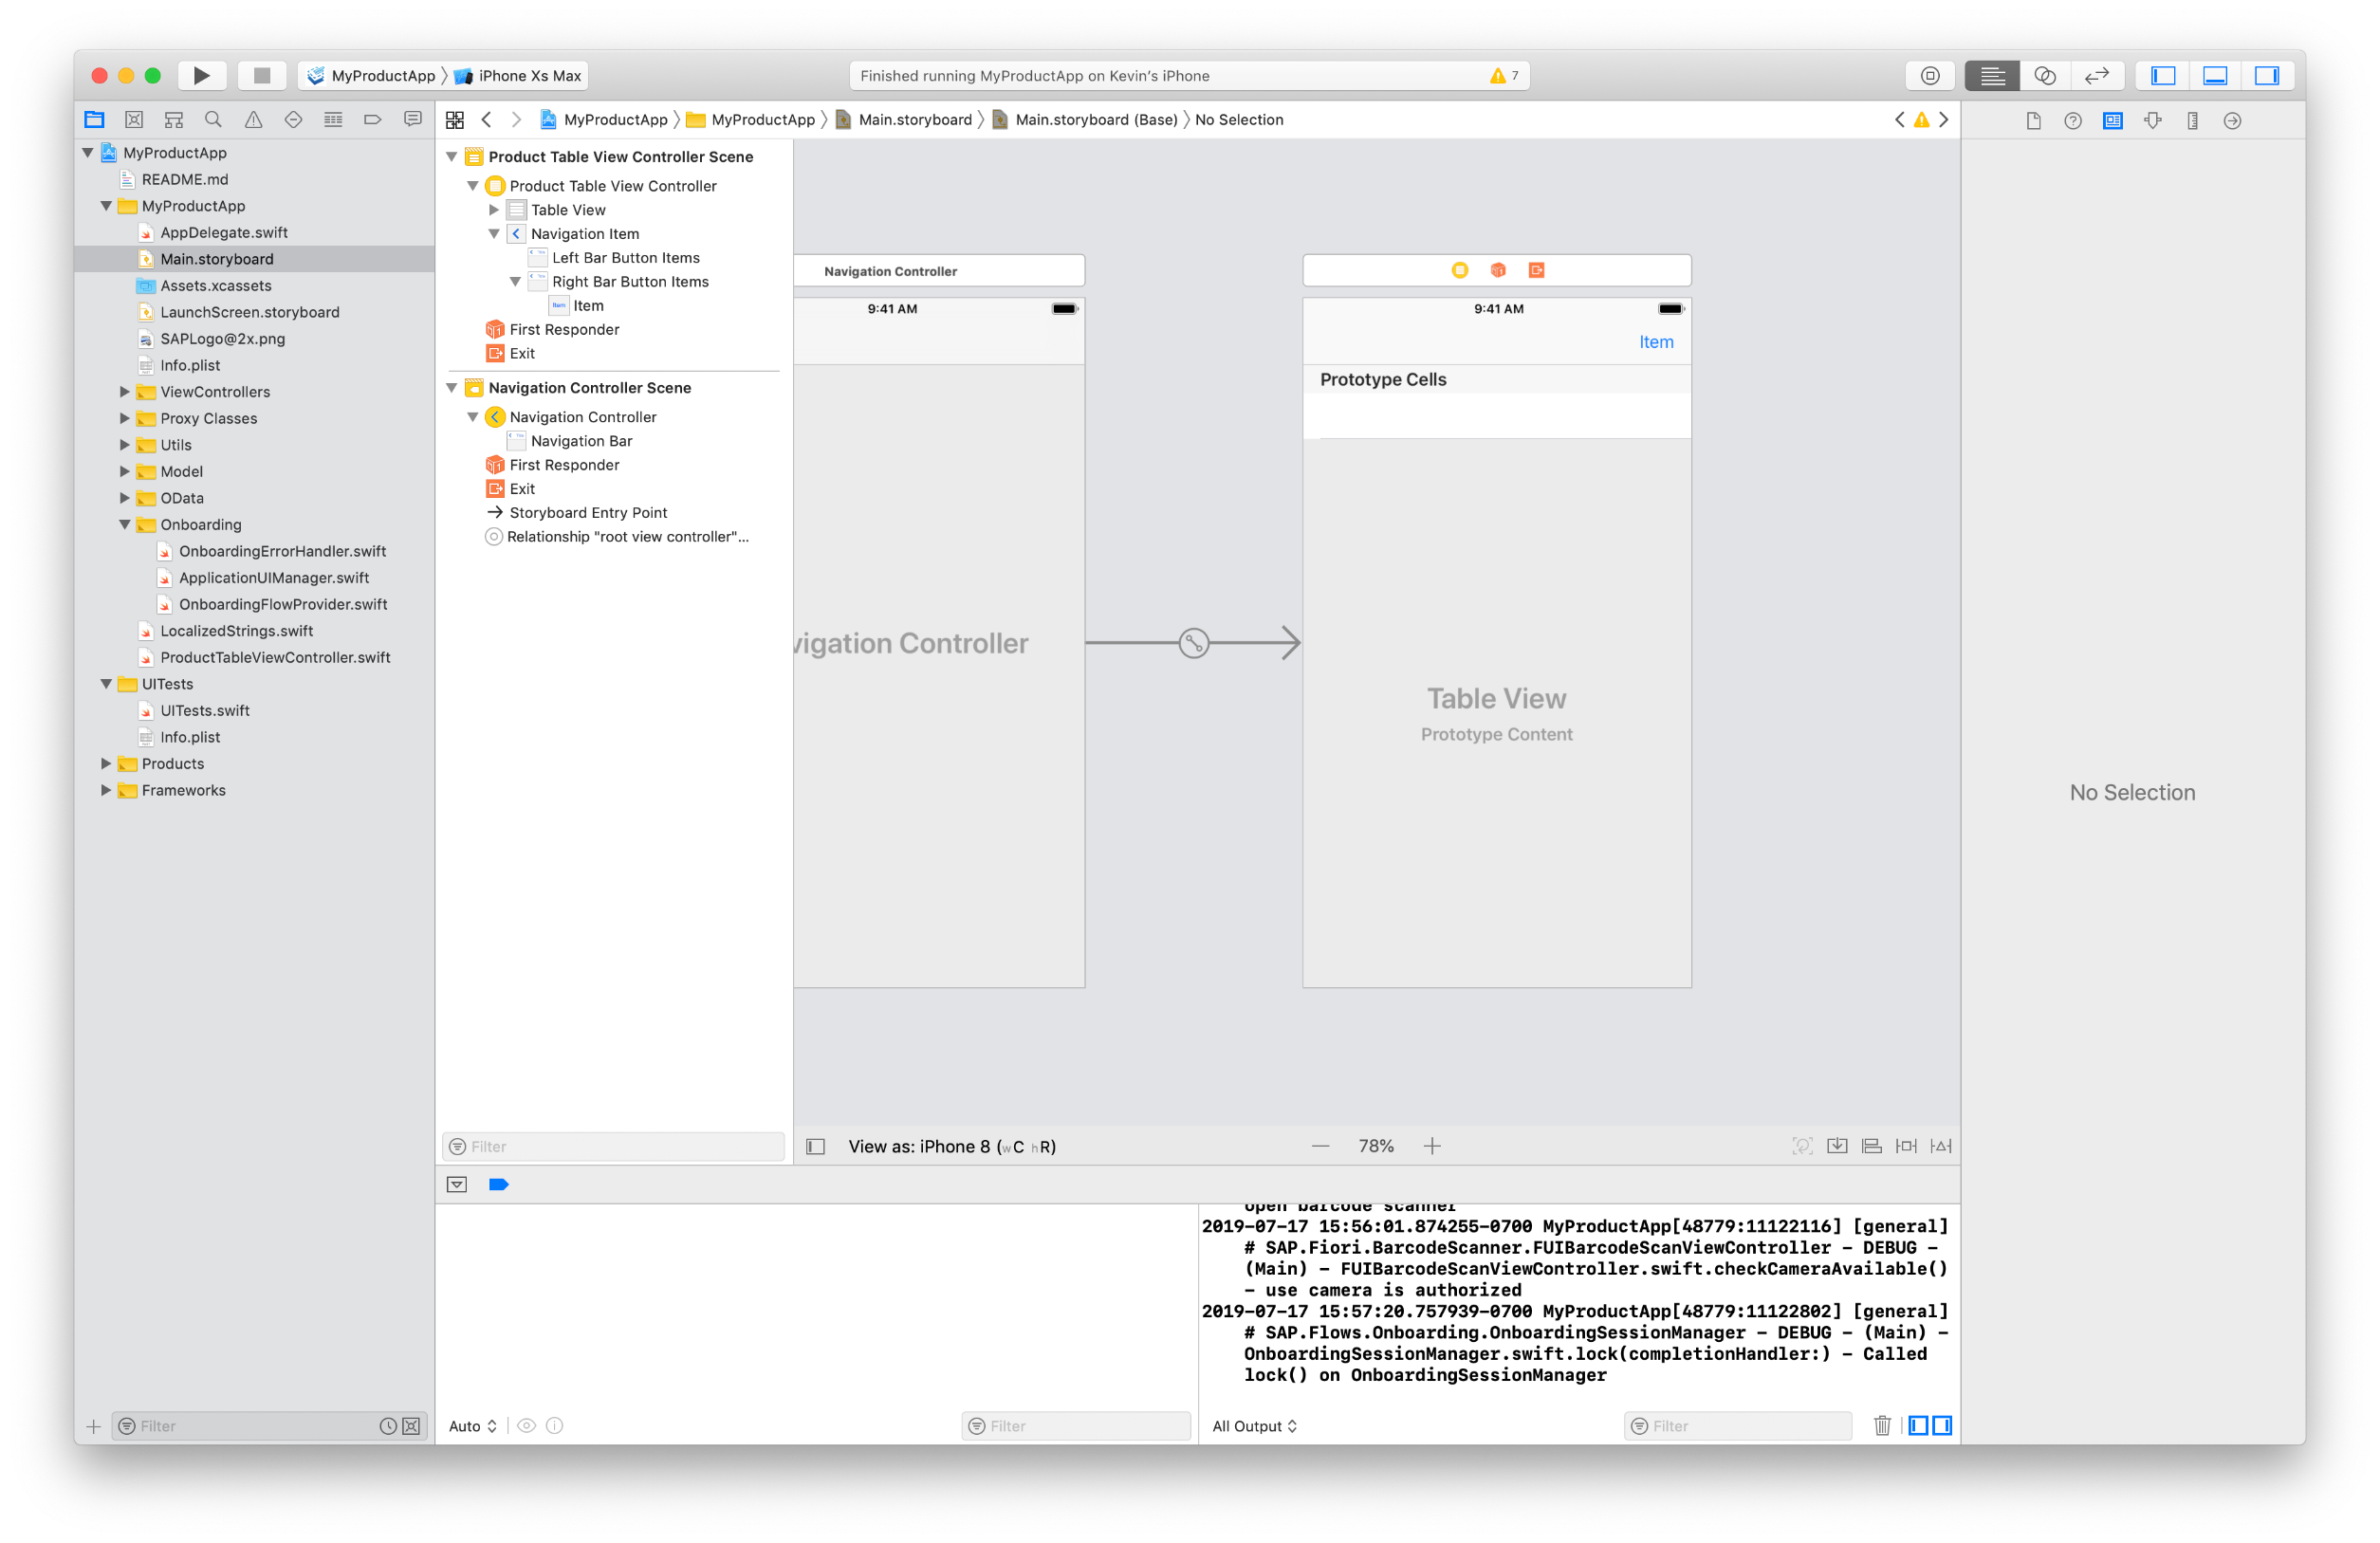 MyProductApp
iPhone Xs Max
Finished running MyProductApp on Kevin's iPhone
7
MyProductApp
README.md
MyProductApp
AppDelegate.swift
Main.storyboard
Assets.xcassets
LaunchScreen.storyboard
SAPLogo@2x.png
Info.plist
ViewControllers
Proxy Classes
Utils
Model
OData
Onboarding
OnboardingErrorHandler.swift
ApplicationUIManager.swift
OnboardingFlowProvider.swift
LocalizedStrings.swift
ProductTableViewController.swift
UITests
UITests.swift
Info.plist
Products
Frameworks
Filter
MyProductApp
MyProductApp
Main.storyboard
Main.storyboard (Base)
No Selection
Product Table View Controller Scene
Product Table View Controller
Table View
Navigation Item
Left Bar Button Items
Right Bar Button Items
Item
First Responder
Exit
Navigation Controller Scene
Navigation Controller
Navigation Bar
First Responder
Exit
Storyboard Entry Point
Relationship "root view controller"...
Filter
Navigation Controller
9:41 AM
vigation Controller
9:41 AM
Item
Prototype Cells
Table View
Prototype Content
View as: iPhone 8 (wC hR)
78%
No Selection
open barcode scanner
2019-07-17 15:56:01.874255-0700 MyProductApp[48779:11122116] [general]
# SAP.Fiori.BarcodeScanner.FUIBarcodeScanViewController - DEBUG -
(Main) - FUIBarcodeScanViewController.swift.checkCameraAvailable()
- use camera is authorized
2019-07-17 15:57:20.757939-0700 MyProductApp[48779:11122802] [general]
# SAP.Flows.Onboarding.OnboardingSessionManager - DEBUG - (Main) -
OnboardingSessionManager.swift.lock(completionHandler:) - Called
lock() on OnboardingSessionManager
Auto
Filter
All Output
Filter